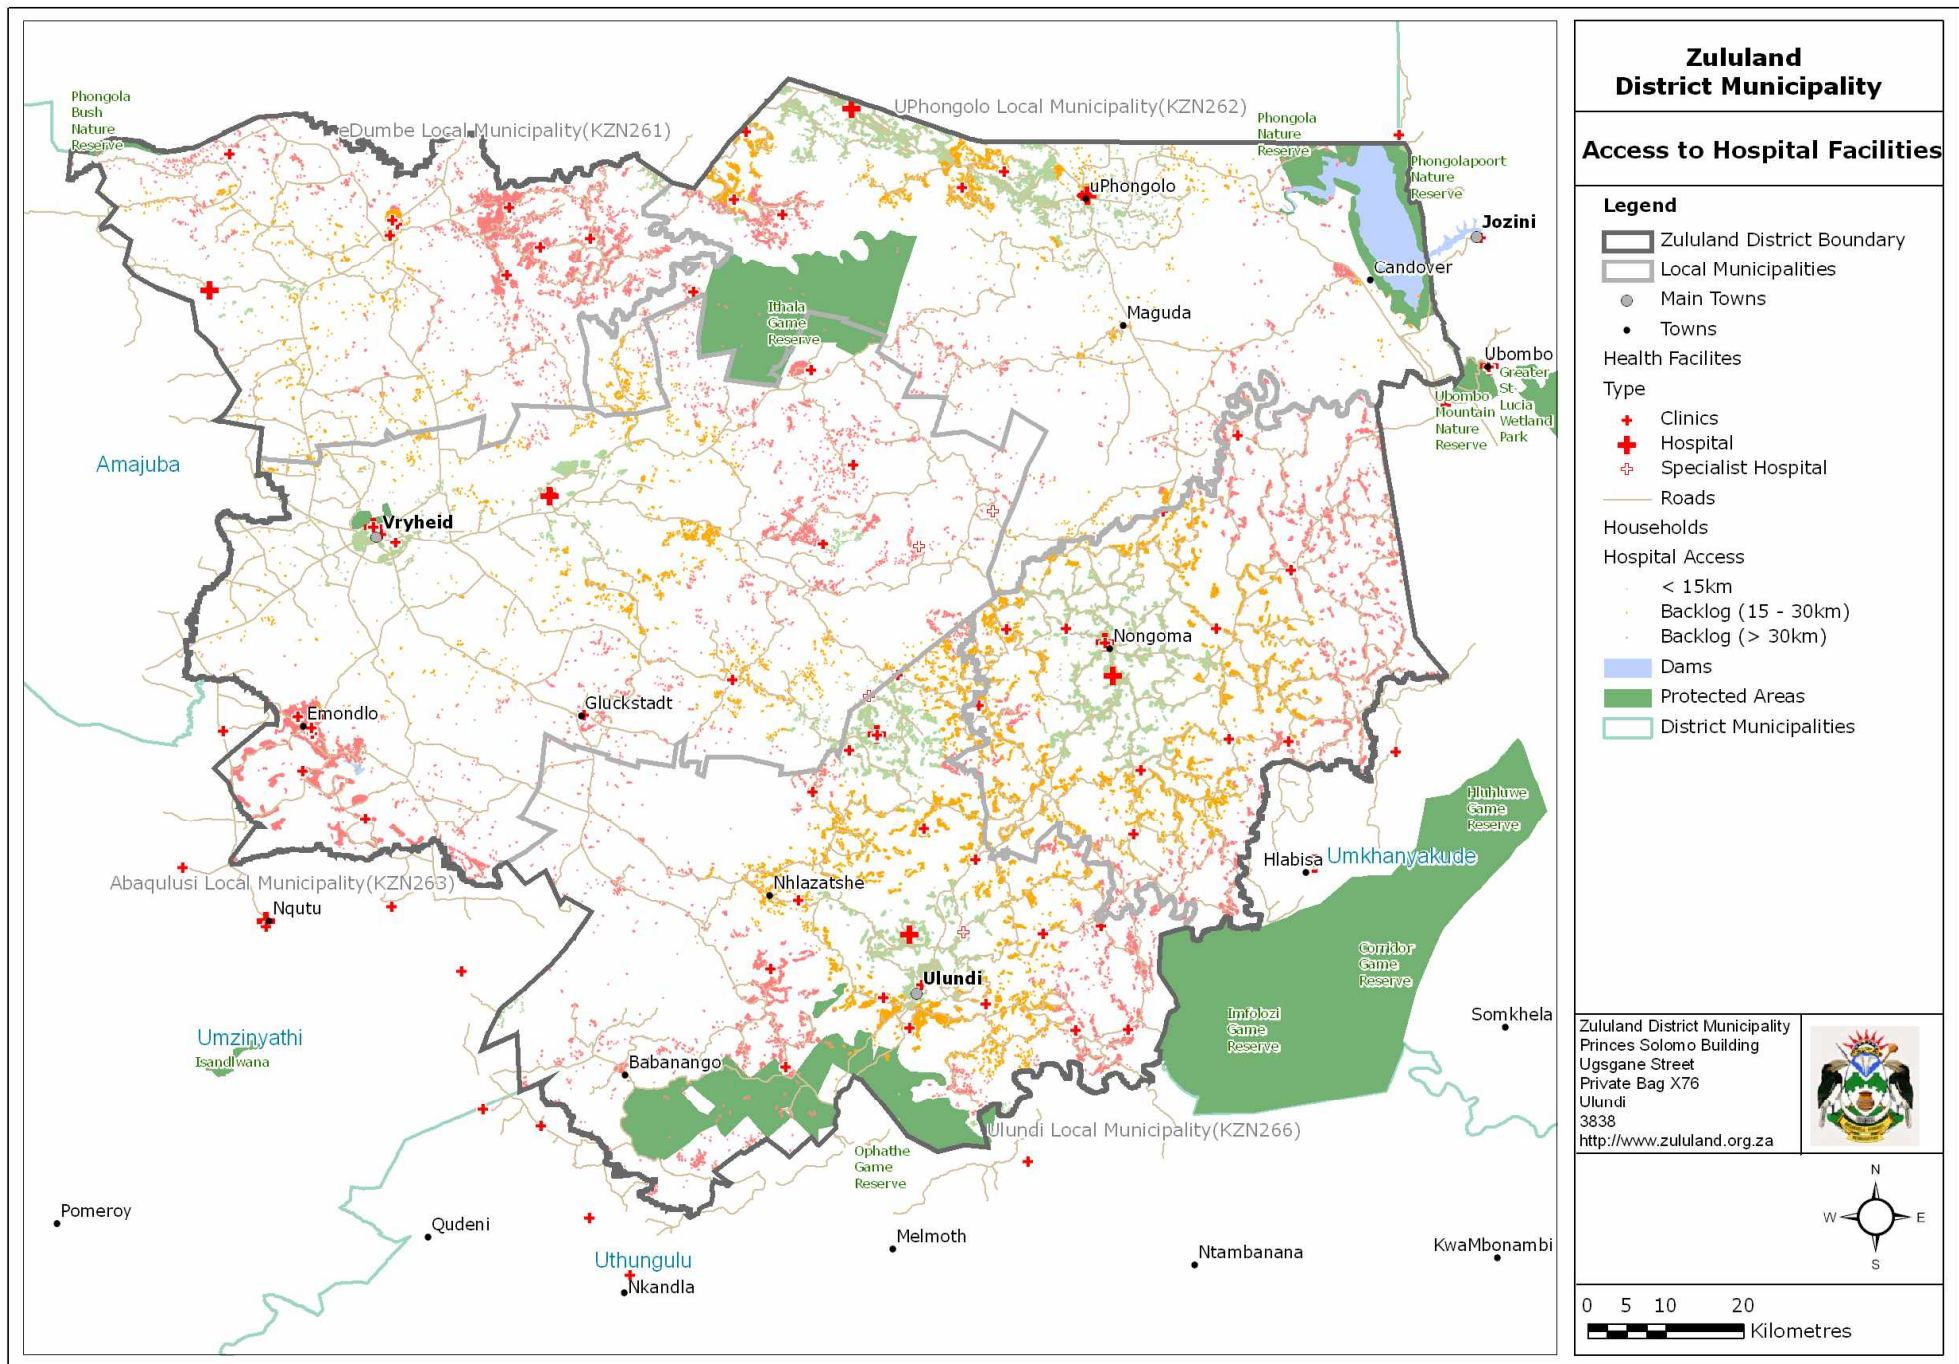 Phongola
Bush
Nature
Reserve
eDumbe Local Municipality(KZN261)
UPhongolo Local Municipality(KZN262)
Phongola
Nature
Reserve
Phongolapoort
Nature
Reserve
uPhongolo
Jozini
Candover
Ithala
Game
Reserve
Maguda
Ubombo
Greater
St
Lucia
Wetland
Park
Ubombo
Mountain
Nature
Reserve
Amajuba
Vryheid
Nongoma
Emondlo
Gluckstadt
Hluhluwe
Game
Reserve
Hlabisa
Umkhanyakude
Abaqulusi Local Municipality(KZN263)
Nhlazatshe
Nqutu
Corridor
Game
Reserve
Ulundi
Imfolozi
Game
Reserve
Somkhela
Umzinyathi
Isandlwana
Babanango
Ulundi Local Municipality(KZN266)
Ophathe
Game
Reserve
Pomeroy
Qudeni
Melmoth
Ntambanana
KwaMbonambi
Uthungulu
Nkandla
Zululand
District Municipality
Access to Hospital Facilities
Legend
Zululand District Boundary
Local Municipalities
Main Towns
Towns
Health Facilites
Type
Clinics
Hospital
Specialist Hospital
Roads
Households
Hospital Access
< 15km
Backlog (15 - 30km)
Backlog (> 30km)
Dams
Protected Areas
District Municipalities
Zululand District Municipality
Princes Solomo Building
Ugsgane Street
Private Bag X76
Ulundi
3838
http://www.zululand.org.za
N
W E
S
0 5 10 20
Kilometres